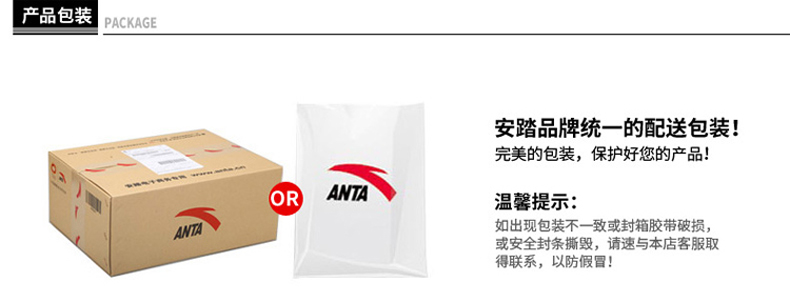 产品包装
PACKAGE
安踏品牌统一的配送包装！
完美的包装，保护好您的产品！
安踏电子商务专用 www.anta.cn
ANTA
OR
ANTA
温馨提示：
如出现包装不一致或封箱胶带破损，
或安全封条撕毁，请速与本店客服取
得联系，以防假冒！